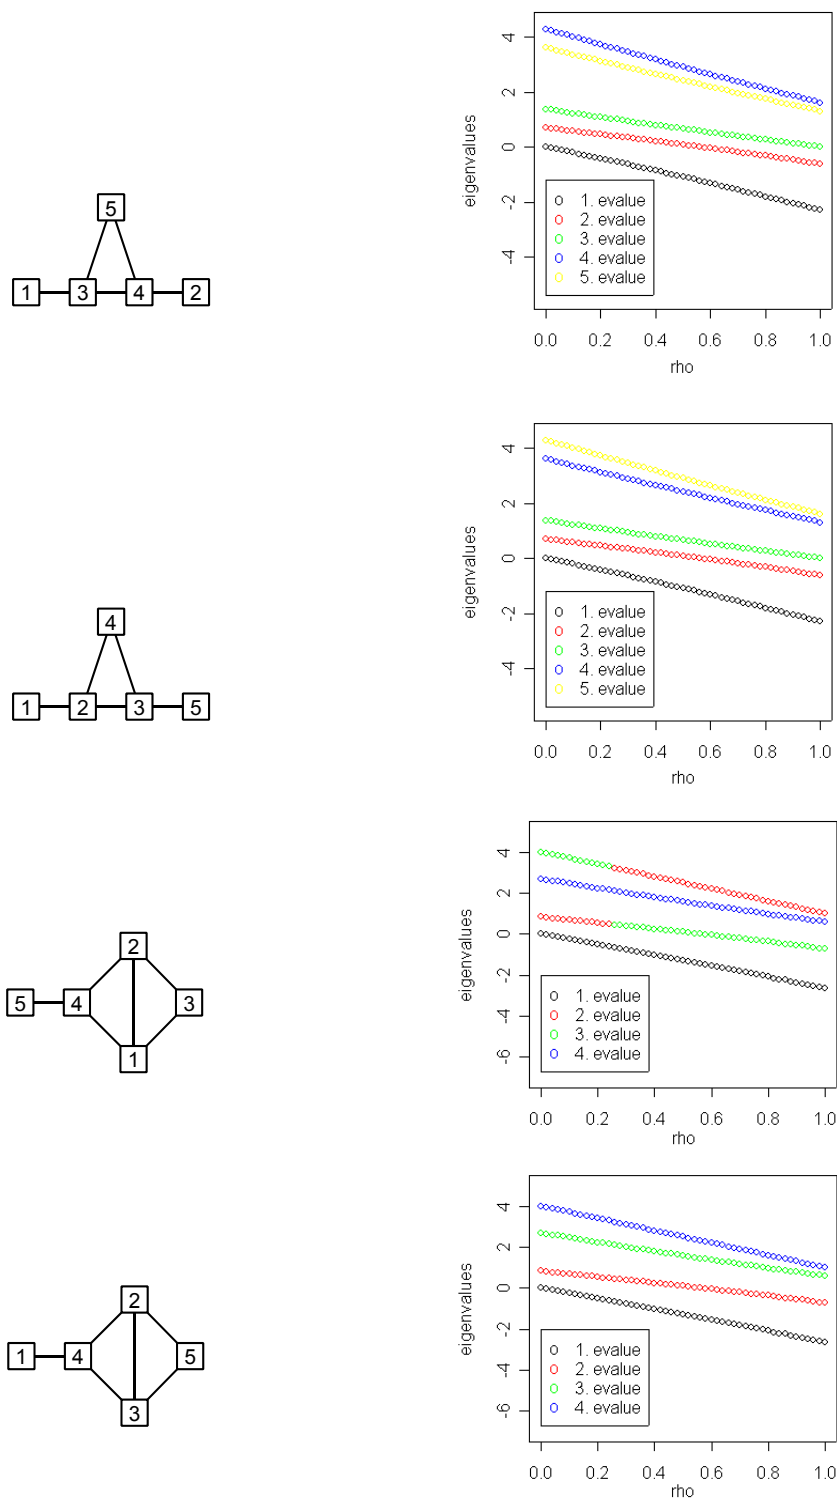 4
2
0
-2
-4
eigenvalues
1. evalue
2. evalue
3. evalue
4. evalue
5. evalue
0.0 0.2 0.4 0.6 0.8 1.0
rho
5
1 3 4 2
4
2
0
-2
-4
eigenvalues
1. evalue
2. evalue
3. evalue
4. evalue
5. evalue
0.0 0.2 0.4 0.6 0.8 1.0
rho
4
1 2 3 5
4
2
0
-2
-4
-6
eigenvalues
1. evalue
2. evalue
3. evalue
4. evalue
0.0 0.2 0.4 0.6 0.8 1.0
rho
2
5 4 3
1
4
2
0
-2
-4
-6
eigenvalues
1. evalue
2. evalue
3. evalue
4. evalue
0.0 0.2 0.4 0.6 0.8 1.0
rho
2
1 4 5
3